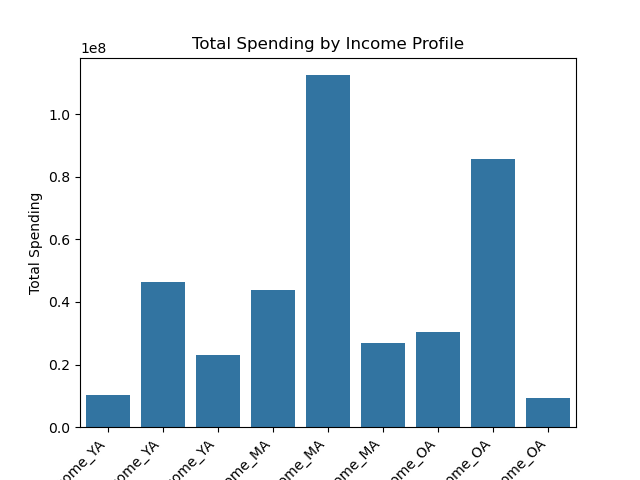 Total Spending by Income Profile
1e8
1.0
0.8
0.6
0.4
0.2
0.0
Total Spending
ome_YA
ome_YA
ome_YA
ome_MA
ome_MA
ome_MA
ome_OA
ome_OA
ome_OA